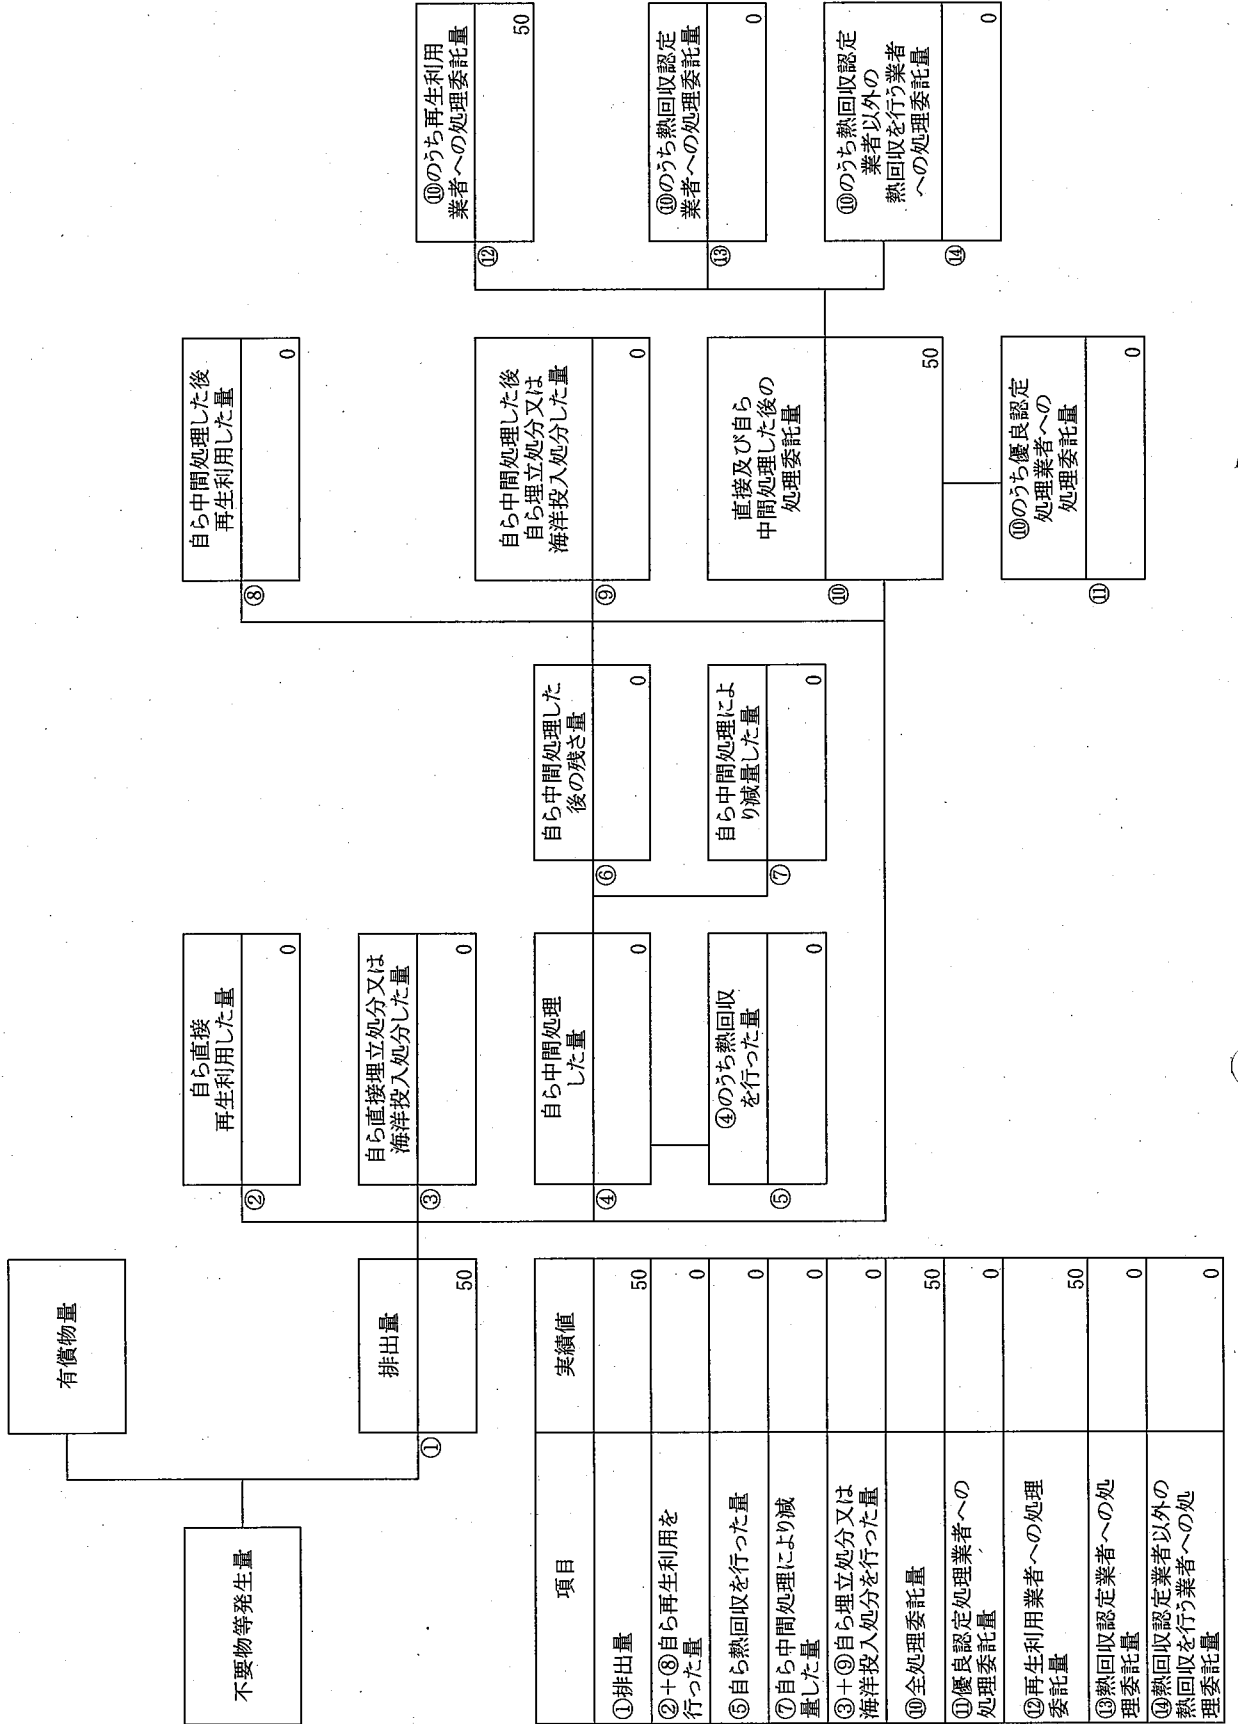 不要物等発生量
有償物量
①
排出量
50
②
自ら直接
再生利用した量
0
③
自ら直接埋立処分又は
海洋投入処分した量
0
④
自ら中間処理
した量
0
⑤
④のうち熱回収
を行った量
0
⑥
自ら中間処理した
後の残さ量
0
⑦
自ら中間処理によ
り減量した量
0
⑧
自ら中間処理した後
再生利用した量
0
⑨
自ら中間処理した後
自ら埋立処分又は
海洋投入処分した量
0
⑩
直接及び自ら
中間処理した後の
処理委託量
50
⑪
⑩のうち優良認定
処理業者への
処理委託量
0
⑫
⑩のうち再生利用
業者への処理委託量
50
⑬
⑩のうち熱回収認定
業者への処理委託量
0
⑭
⑩のうち熱回収認定
業者以外の
熱回収を行う業者
への処理委託量
0
項目
実績値
①排出量
50
②+⑧自ら再生利用を
行った量
0
⑤自ら熱回収を行った量
0
⑦自ら中間処理により減
量した量
0
③+⑨自ら埋立処分又は
海洋投入処分を行った量
0
⑩全処理委託量
50
⑪優良認定処理業者への
処理委託量
0
⑫再生利用業者への処理
委託量
50
⑬熱回収認定業者への処
理委託量
0
⑭熱回収認定業者以外の
熱回収を行う業者への処
理委託量
0